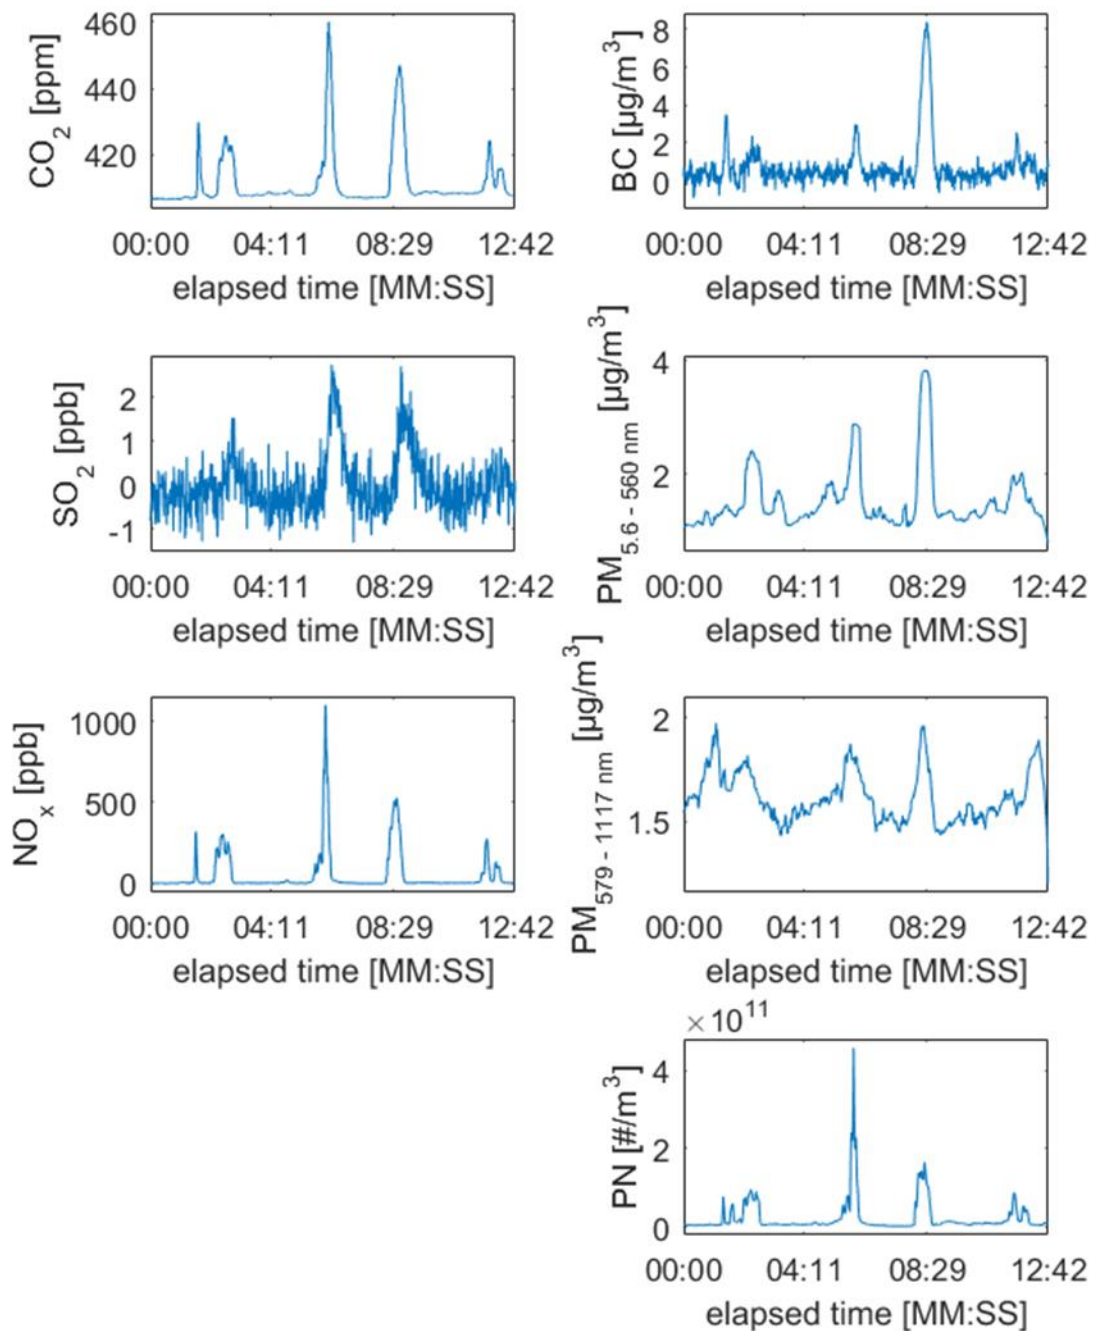 CO2 [ppm]
460
440
420
00:00 04:11 08:29 12:42
elapsed time [MM:SS]
BC [µg/m3]
8
6
4
2
0
00:00 04:11 08:29 12:42
elapsed time [MM:SS]
SO2 [ppb]
2
1
0
-1
00:00 04:11 08:29 12:42
elapsed time [MM:SS]
PM5.6 - 560 nm [µg/m3]
4
2
00:00 04:11 08:29 12:42
elapsed time [MM:SS]
NOx [ppb]
1000
500
0
00:00 04:11 08:29 12:42
elapsed time [MM:SS]
PM579 - 1117 nm [µg/m3]
2
1.5
00:00 04:11 08:29 12:42
elapsed time [MM:SS]
× 1011
PN [#/m3]
4
2
0
00:00 04:11 08:29 12:42
elapsed time [MM:SS]